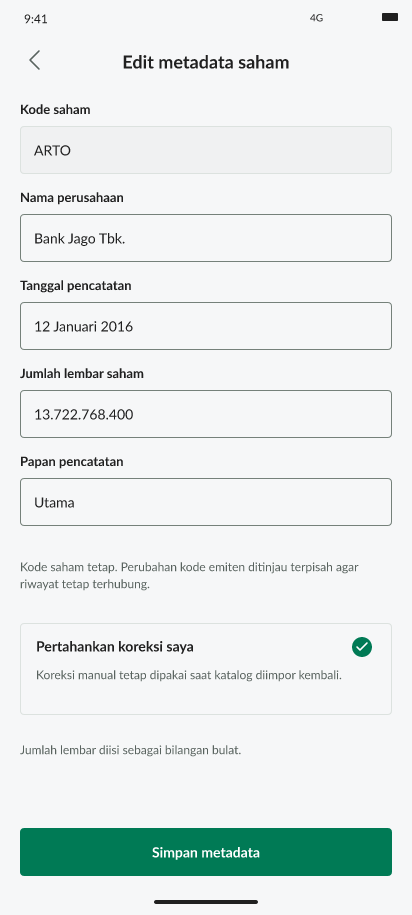 9:41
4G
Edit metadata saham
Kode saham
ARTO
Nama perusahaan
Bank Jago Tbk.
Tanggal pencatatan
12 Januari 2016
Jumlah lembar saham
13.722.768.400
Papan pencatatan
Utama
Kode saham tetap. Perubahan kode emiten ditinjau terpisah agar
riwayat tetap terhubung.
Pertahankan koreksi saya
Koreksi manual tetap dipakai saat katalog diimpor kembali.
Jumlah lembar diisi sebagai bilangan bulat.
Simpan metadata